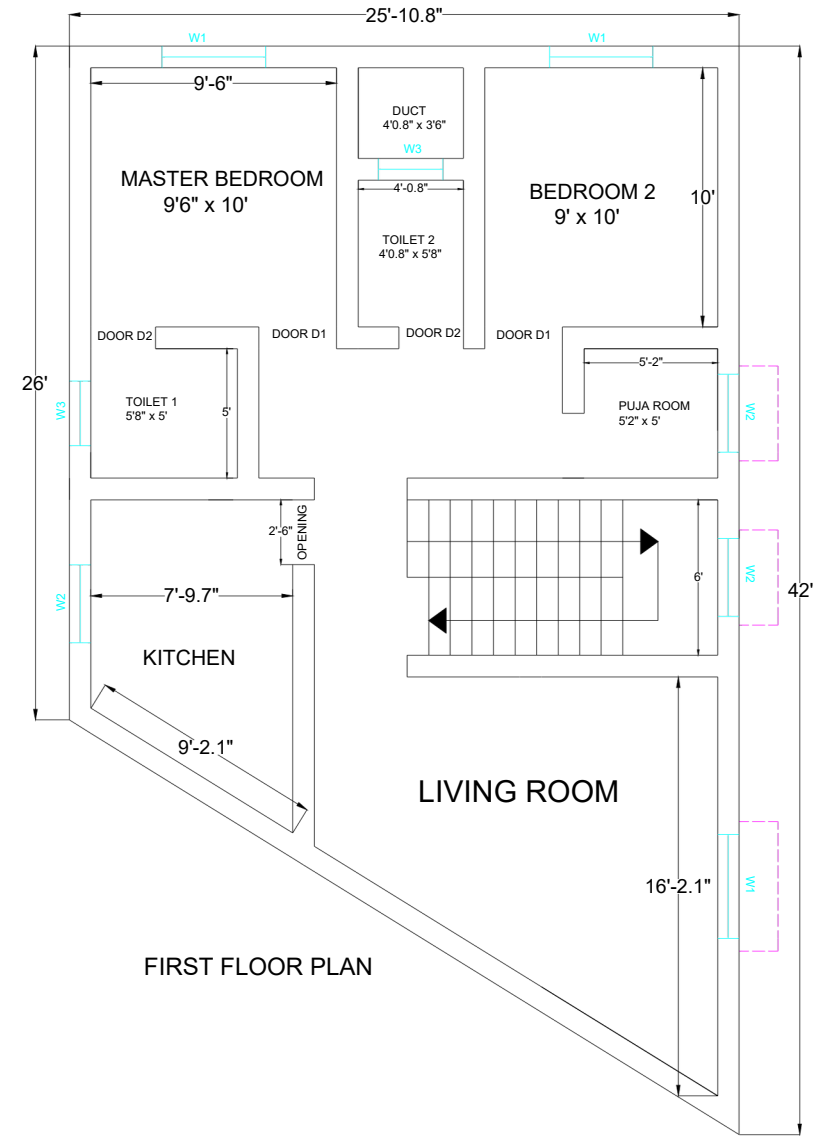 25'-10.8"
W1
W1
9'-6"
DUCT
4'0.8" x 3'6"
W3
MASTER BEDROOM
9'6" x 10'
4'-0.8"
BEDROOM 2
9' x 10'
10'
TOILET 2
4'0.8" x 5'8"
DOOR D2
DOOR D1
DOOR D2
DOOR D1
26'
5'-2"
TOILET 1
5'8" x 5'
5'
PUJA ROOM
5'2" x 5'
W3
W2
2'-6"
OPENING
6'
W2
W2
7'-9.7"
42'
KITCHEN
9'-2.1"
LIVING ROOM
16'-2.1"
W1
FIRST FLOOR PLAN